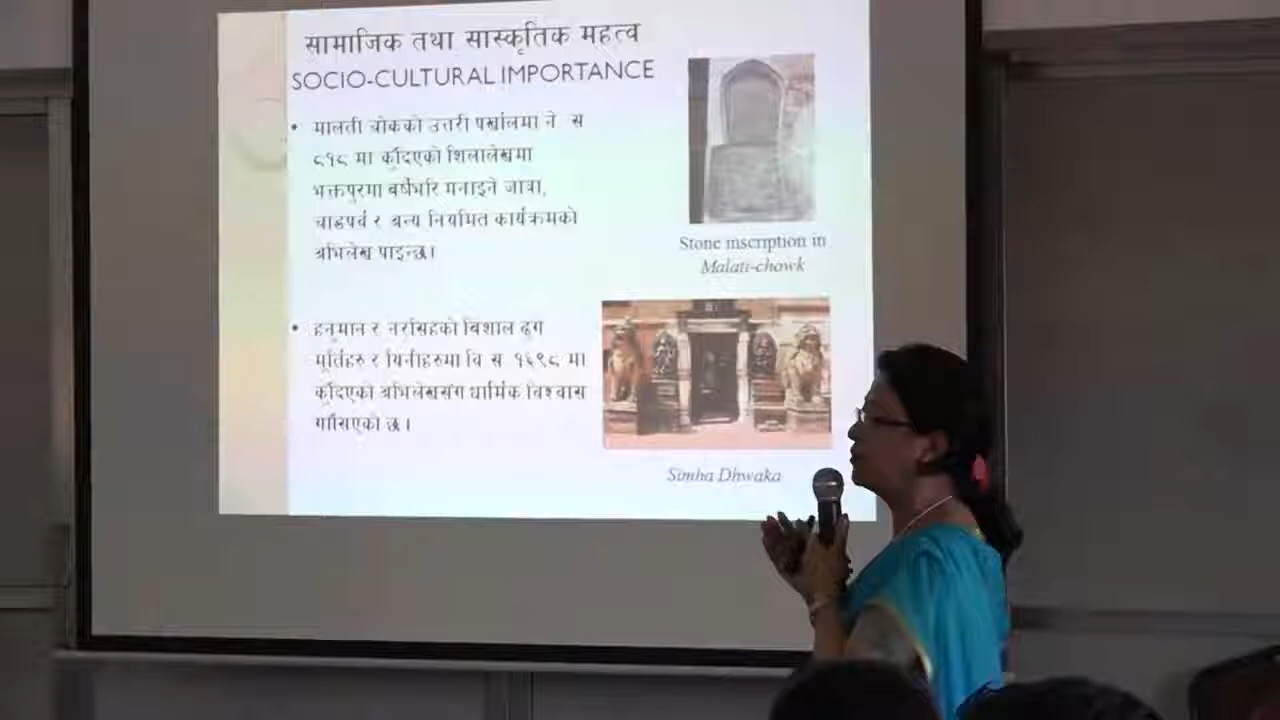 सामाजिक तथा सास्कृतिक महत्व
SOCIO-CULTURAL IMPORTANCE
• मालती चोकको उत्तरी पर्खालमा ने स
८१८ मा कुँदिएको शिलालेखमा
भक्तपुरमा बर्षैभरि मनाइने जात्रा,
चाडपर्व र अन्य नियमित कार्यक्रमको
अभिलेख पाइन्छ।
• हनुमान र नरसिंहको बिशाल ढुंगे
मूर्तिहरु र यिनीहरुमा वि स १६९८ मा
कुँदिएको अभिलेखसंग धार्मिक विश्वास
गाँसिएको छ।
Stone inscription in
Malati-chowk
Simha Dhwaka